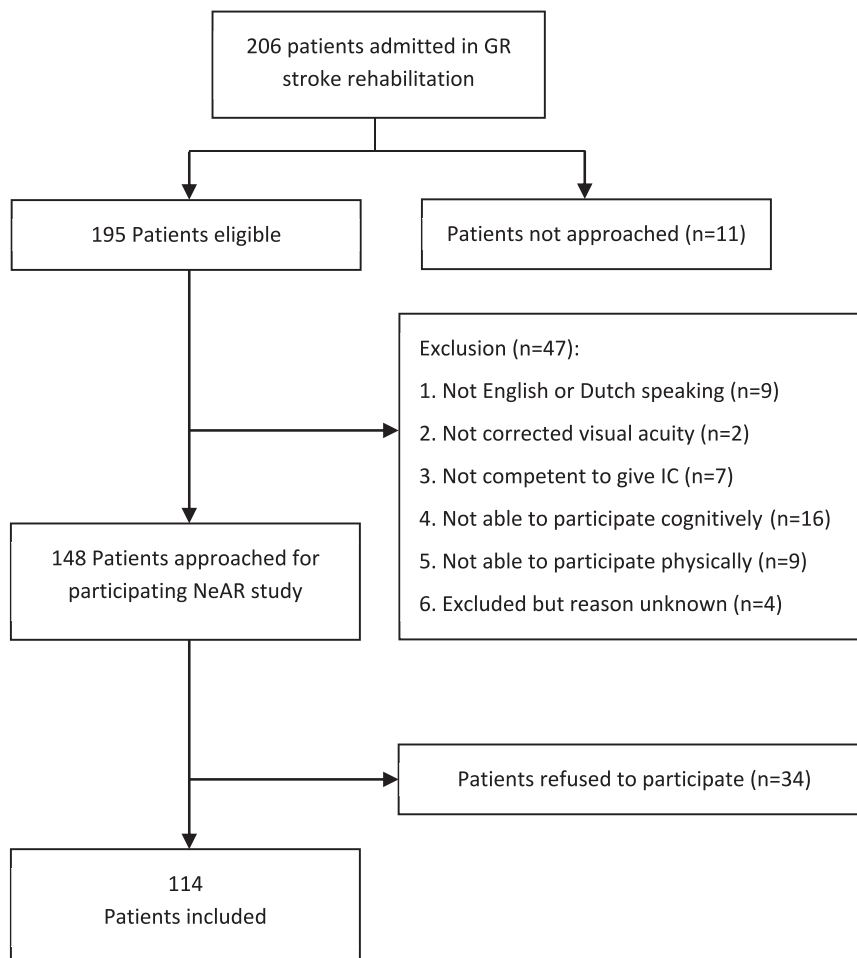 206 patients admitted in GR
stroke rehabilitation
195 Patients eligible
Patients not approached (n=11)
Exclusion (n=47):
1. Not English or Dutch speaking (n=9)
2. Not corrected visual acuity (n=2)
3. Not competent to give IC (n=7)
4. Not able to participate cognitively (n=16)
5. Not able to participate physically (n=9)
6. Excluded but reason unknown (n=4)
148 Patients approached for
participating NeAR study
Patients refused to participate (n=34)
114
Patients included